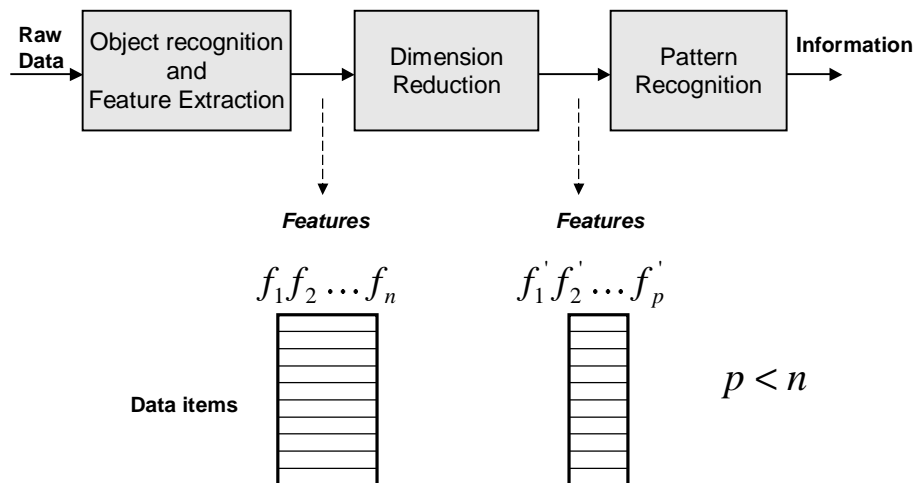 Raw
Data
Object recognition
and
Feature Extraction
Dimension
Reduction
Pattern
Recognition
Information
Features
Features
f₁f₂…fₙ
f₁'f₂'…fₚ'
p < n
Data items